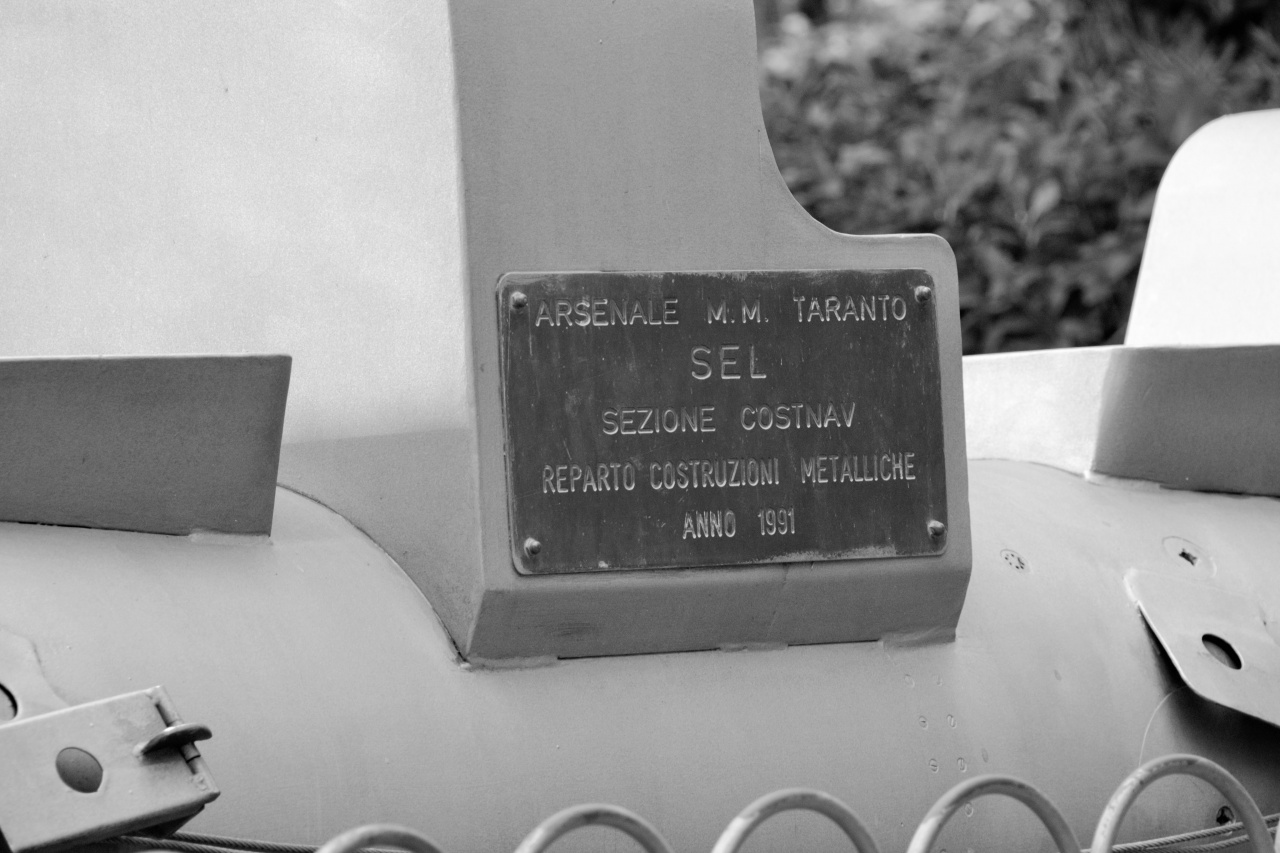 ARSENALE M.M. TARANTO
SEL
SEZIONE COSTNAV
REPARTO COSTRUZIONI METALLICHE
ANNO 1991